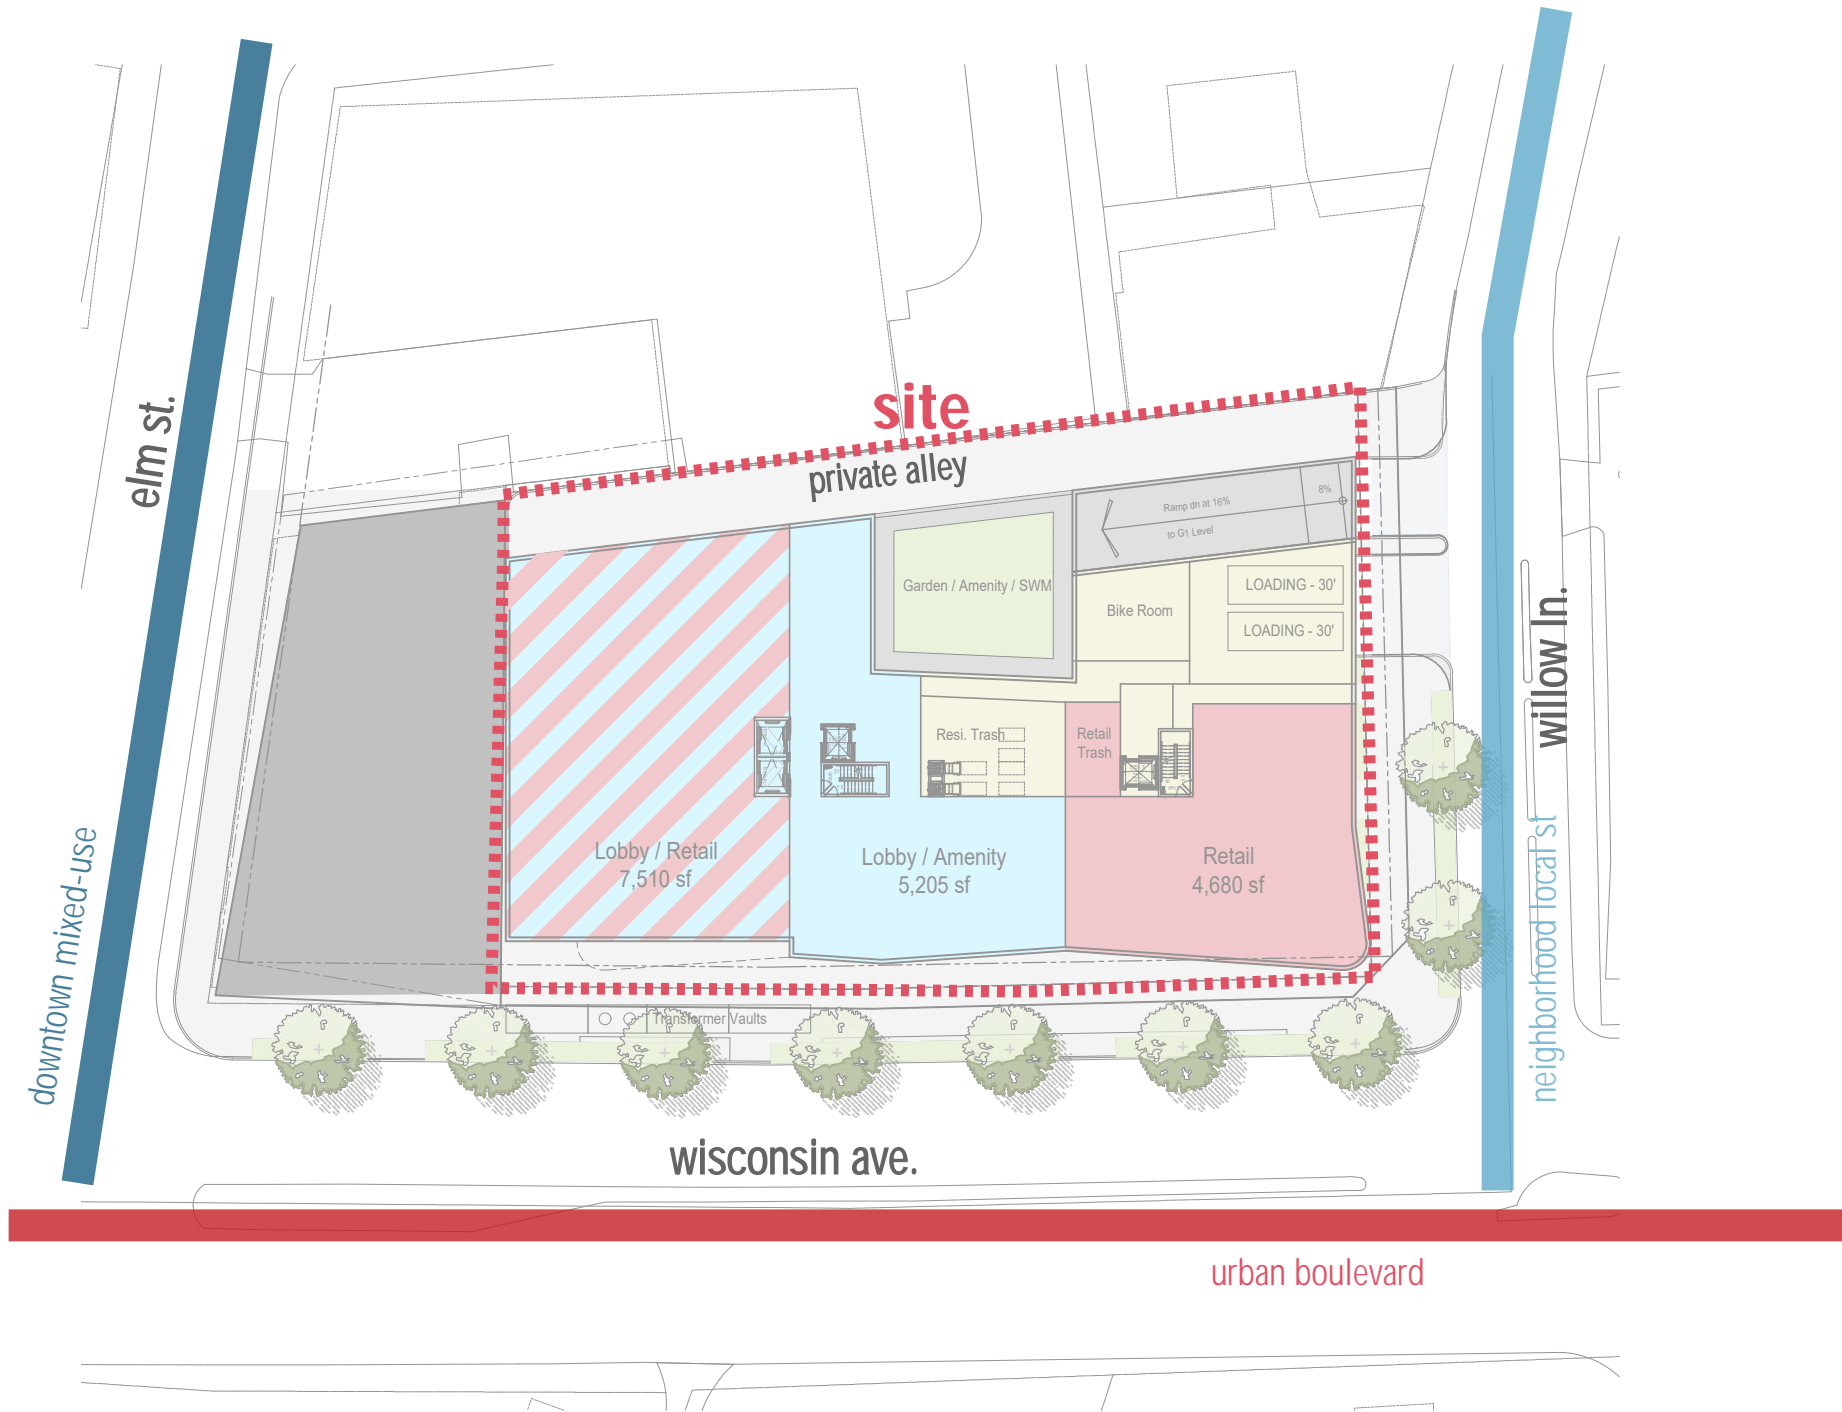 site
private alley
elm st.
Ramp dn at 16%
8%
to G1 Level
Garden / Amenity / SWM
Bike Room
LOADING - 30'
LOADING - 30'
willow ln.
Resi. Trash
Retail
Trash
Lobby / Retail
7,510 sf
Lobby / Amenity
5,205 sf
Retail
4,680 sf
downtown mixed-use
neighborhood local st
Transformer Vaults
wisconsin ave.
urban boulevard